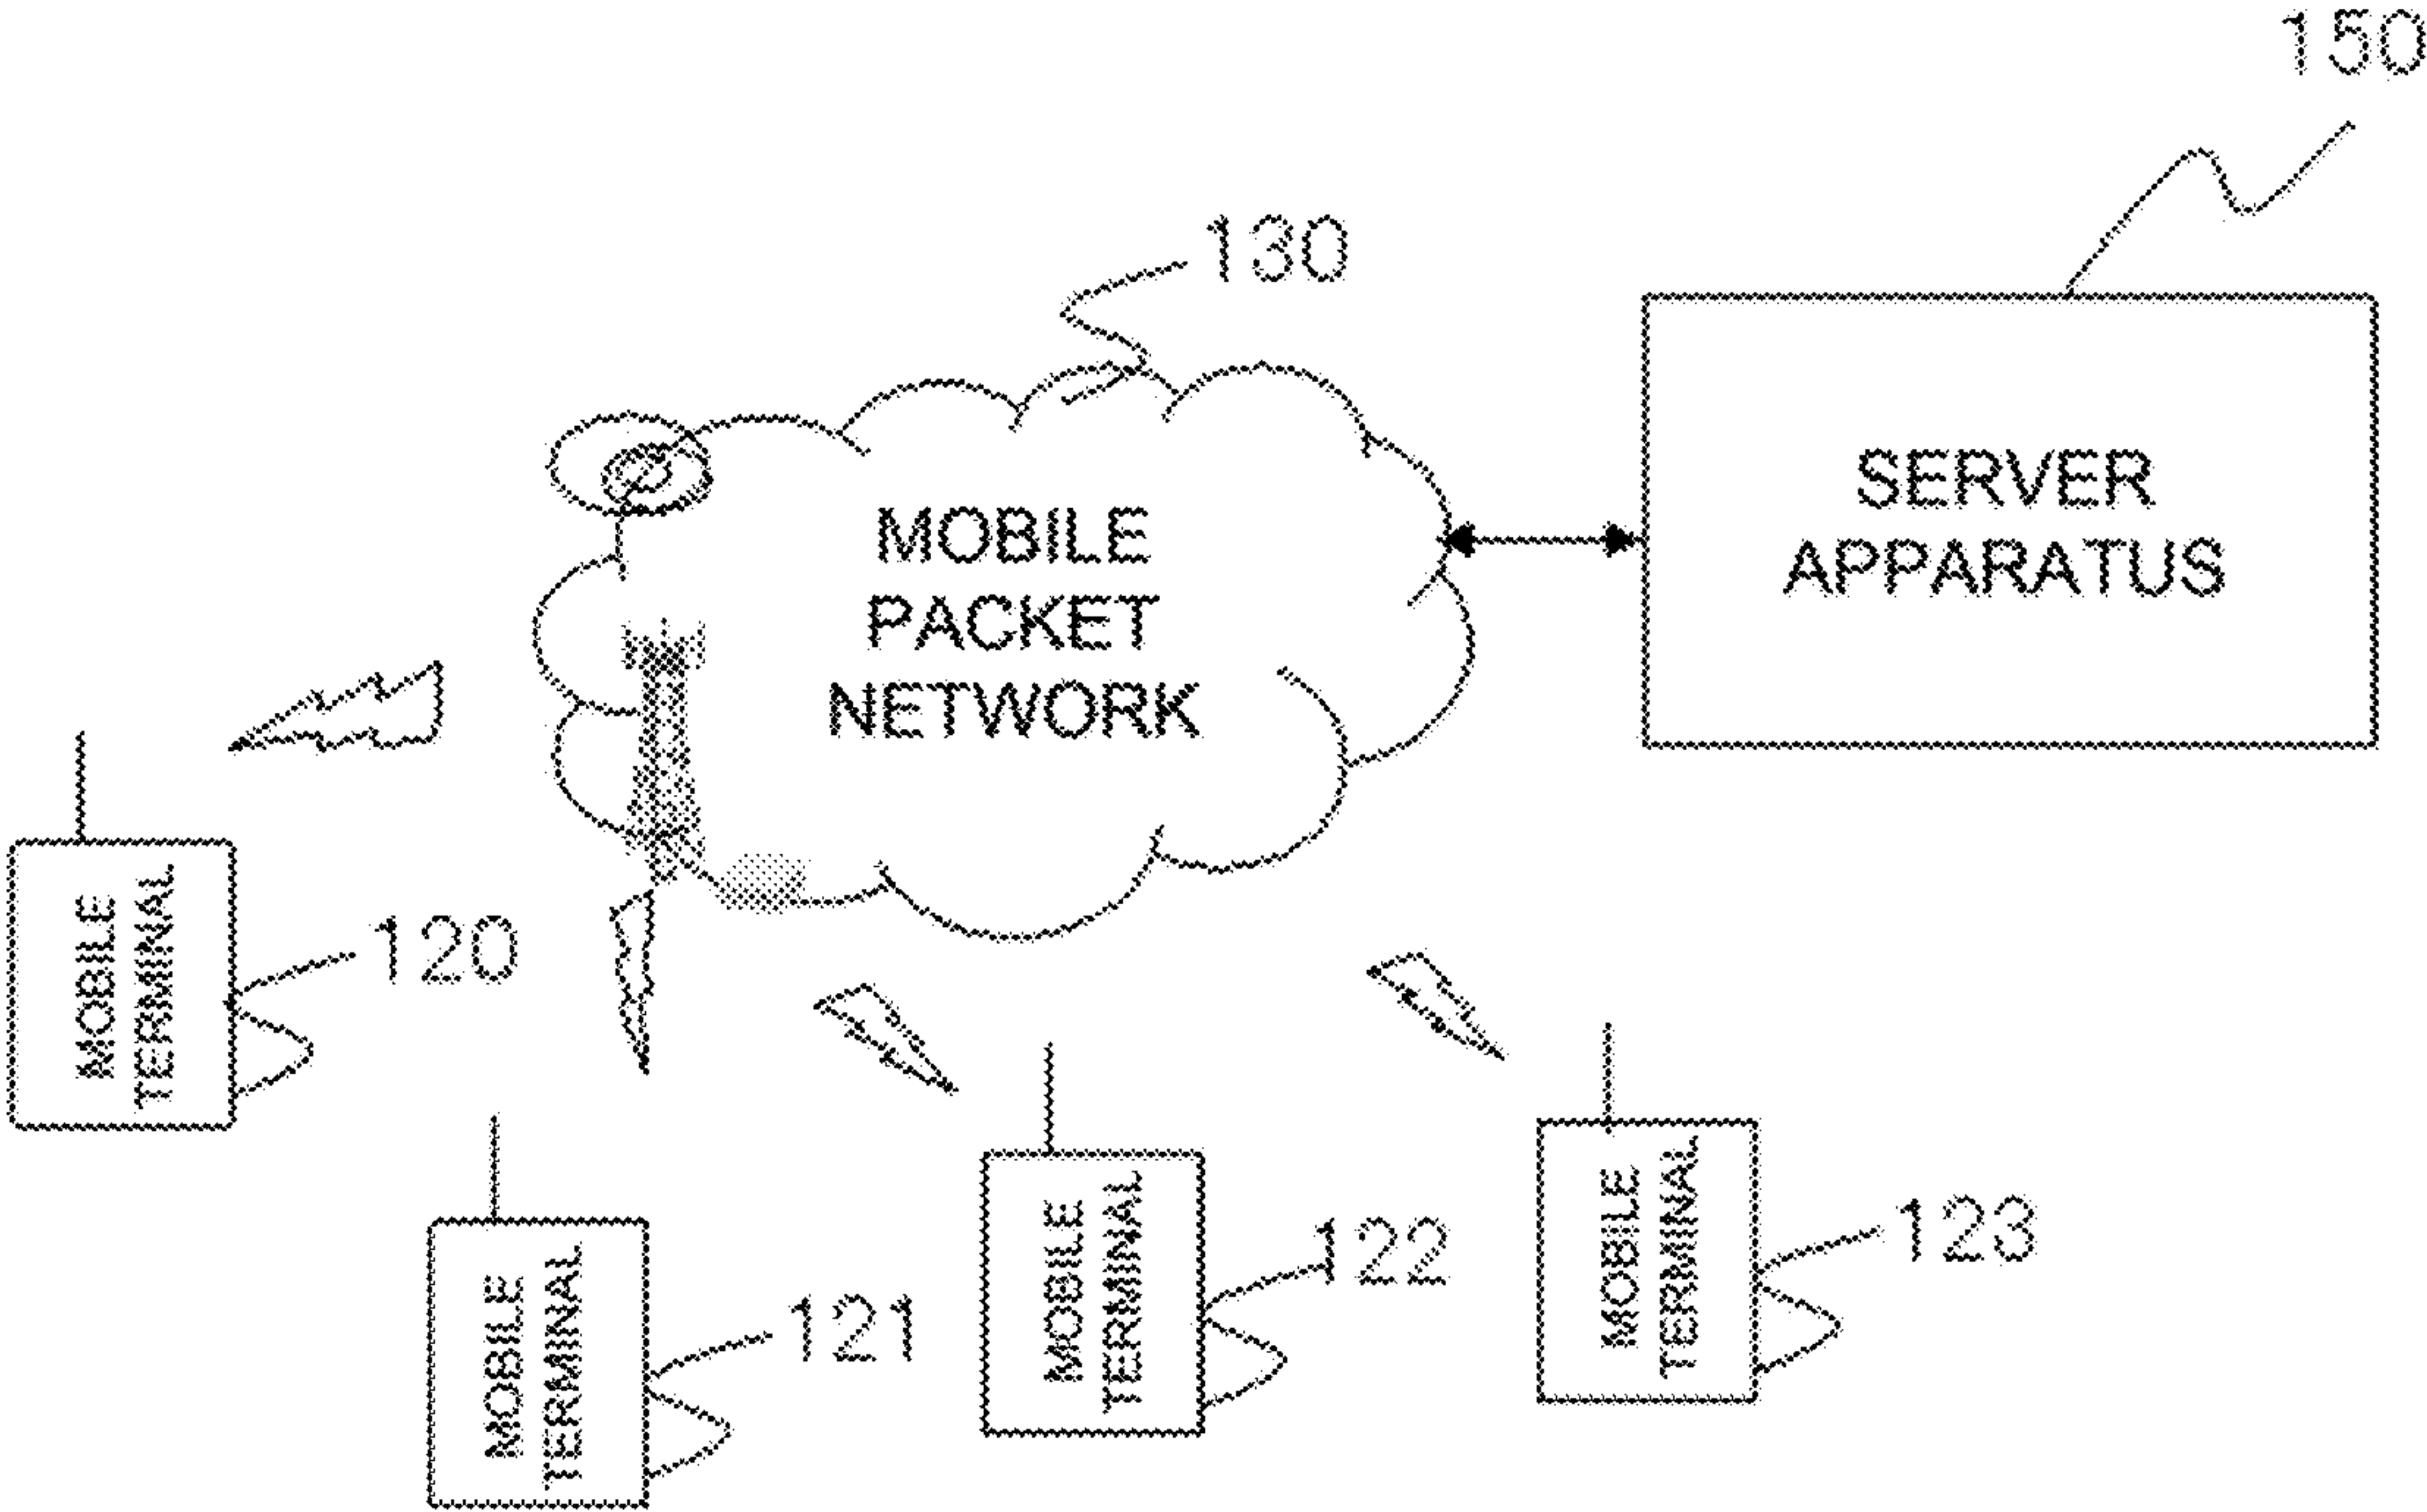 150
130
SERVER
APPARATUS
MOBILE
PACKET
NETWORK
MOBILE
TERMINAL
120
MOBILE
TERMINAL
121
MOBILE
TERMINAL
122
MOBILE
TERMINAL
123